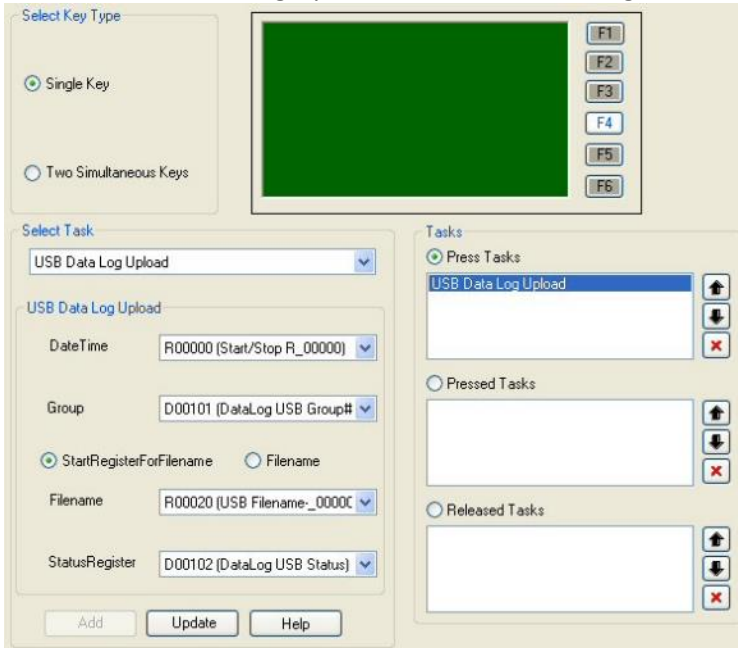 Select Key Type
Single Key
Two Simultaneous Keys
F1
F2
F3
F4
F5
F6
Select Task
USB Data Log Upload
USB Data Log Upload
DateTime
R00000 (Start/Stop R_00000)
Group
D00101 (DataLog USB Group#
StartRegisterForFilename
Filename
Filename
R00020 (USB Filename-_0000
StatusRegister
D00102 (DataLog USB Status)
Add
Update
Help
Tasks
Press Tasks
USB Data Log Upload
Pressed Tasks
Released Tasks